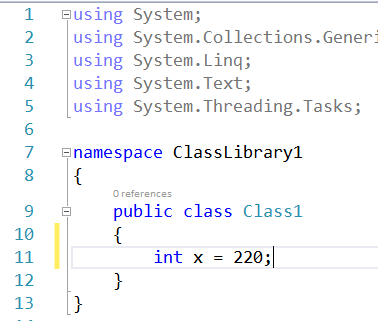 1 using System;
2 using System.Collections.Generi
3 using System.Linq;
4 using System.Text;
5 using System.Threading.Tasks;
6
7 namespace ClassLibrary1
8 {
0 references
9 public class Class1
10 {
11 int x = 220;
12 }
13 }